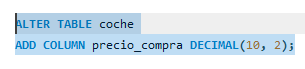 ALTER TABLE coche
ADD COLUMN precio_compra DECIMAL(10, 2);